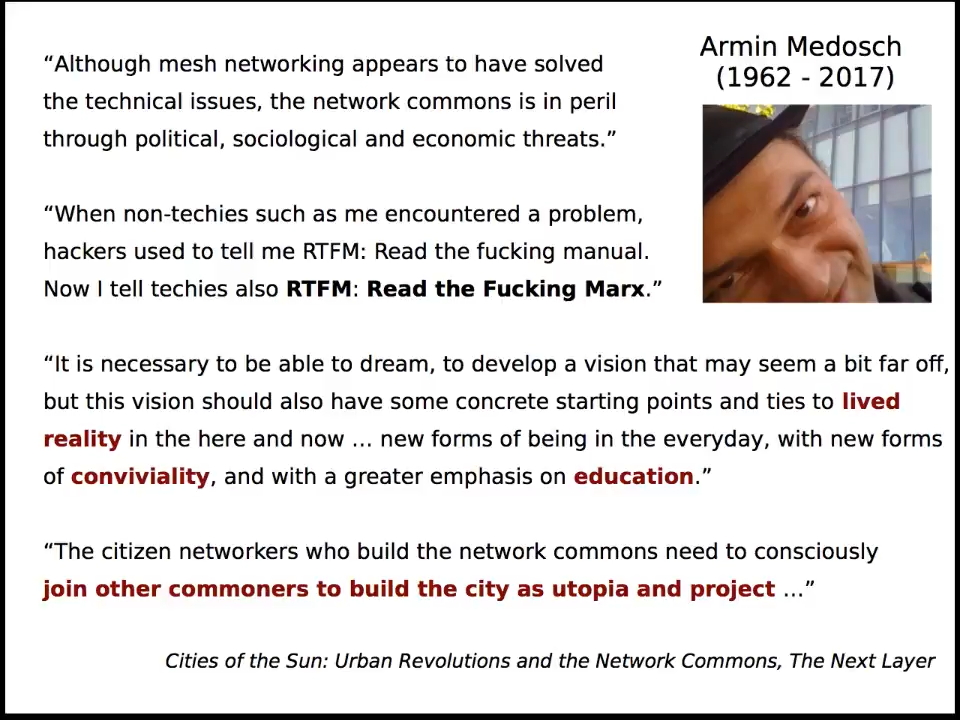 “Although mesh networking appears to have solved
the technical issues, the network commons is in peril
through political, sociological and economic threats.”
“When non-techies such as me encountered a problem,
hackers used to tell me RTFM: Read the fucking manual.
Now I tell techies also RTFM: Read the Fucking Marx.”
Armin Medosch
(1962 - 2017)
“It is necessary to be able to dream, to develop a vision that may seem a bit far off,
but this vision should also have some concrete starting points and ties to lived
reality in the here and now ... new forms of being in the everyday, with new forms
of conviviality, and with a greater emphasis on education.”
“The citizen networkers who build the network commons need to consciously
join other commoners to build the city as utopia and project ...”
Cities of the Sun: Urban Revolutions and the Network Commons, The Next Layer